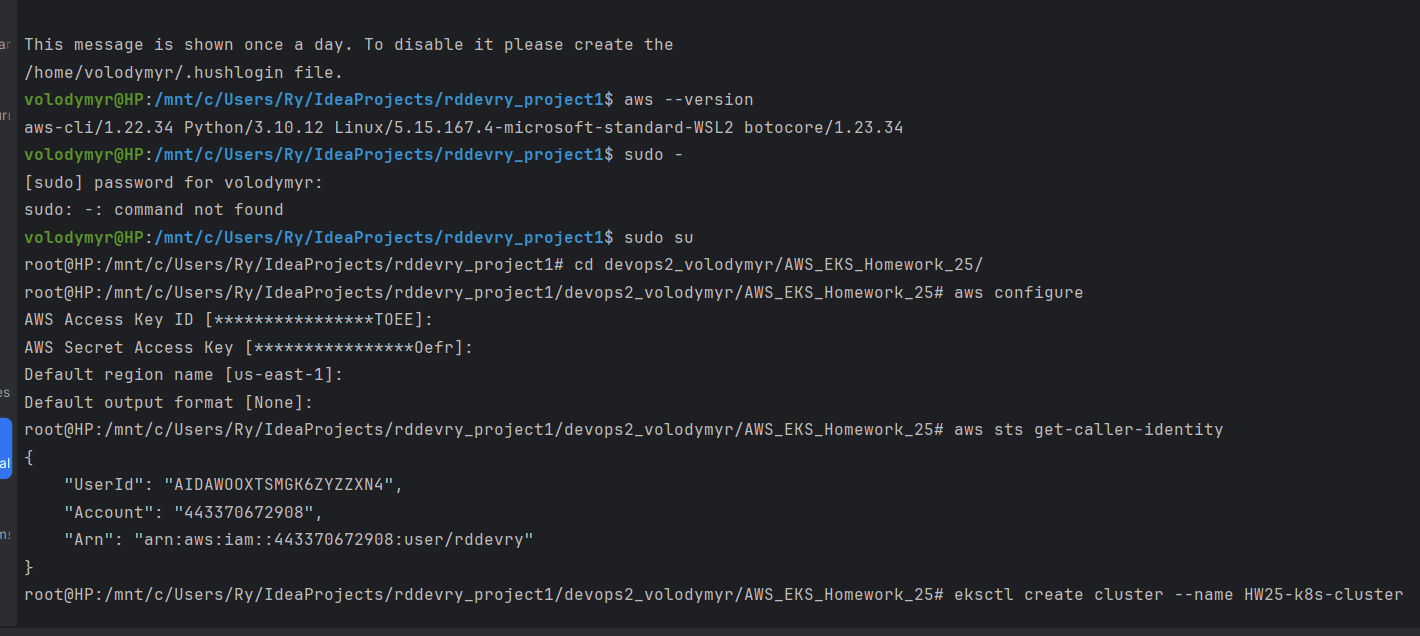 This message is shown once a day. To disable it please create the
/home/volodymyr/.hushlogin file.
volodymyr@HP:/mnt/c/Users/Ry/IdeaProjects/rddevry_project1$ aws --version
aws-cli/1.22.34 Python/3.10.12 Linux/5.15.167.4-microsoft-standard-WSL2 botocore/1.23.34
volodymyr@HP:/mnt/c/Users/Ry/IdeaProjects/rddevry_project1$ sudo -
[sudo] password for volodymyr:
sudo: -: command not found
volodymyr@HP:/mnt/c/Users/Ry/IdeaProjects/rddevry_project1$ sudo su
root@HP:/mnt/c/Users/Ry/IdeaProjects/rddevry_project1# cd devops2_volodymyr/AWS_EKS_Homework_25/
root@HP:/mnt/c/Users/Ry/IdeaProjects/rddevry_project1/devops2_volodymyr/AWS_EKS_Homework_25# aws configure
AWS Access Key ID [****************TOEE]:
AWS Secret Access Key [****************Oefr]:
Default region name [us-east-1]:
Default output format [None]:
root@HP:/mnt/c/Users/Ry/IdeaProjects/rddevry_project1/devops2_volodymyr/AWS_EKS_Homework_25# aws sts get-caller-identity
{
    "UserId": "AIDAWOOXTSMGK6ZYZZXN4",
    "Account": "443370672908",
    "Arn": "arn:aws:iam::443370672908:user/rddevry"
}
root@HP:/mnt/c/Users/Ry/IdeaProjects/rddevry_project1/devops2_volodymyr/AWS_EKS_Homework_25# eksctl create cluster --name HW25-k8s-cluster